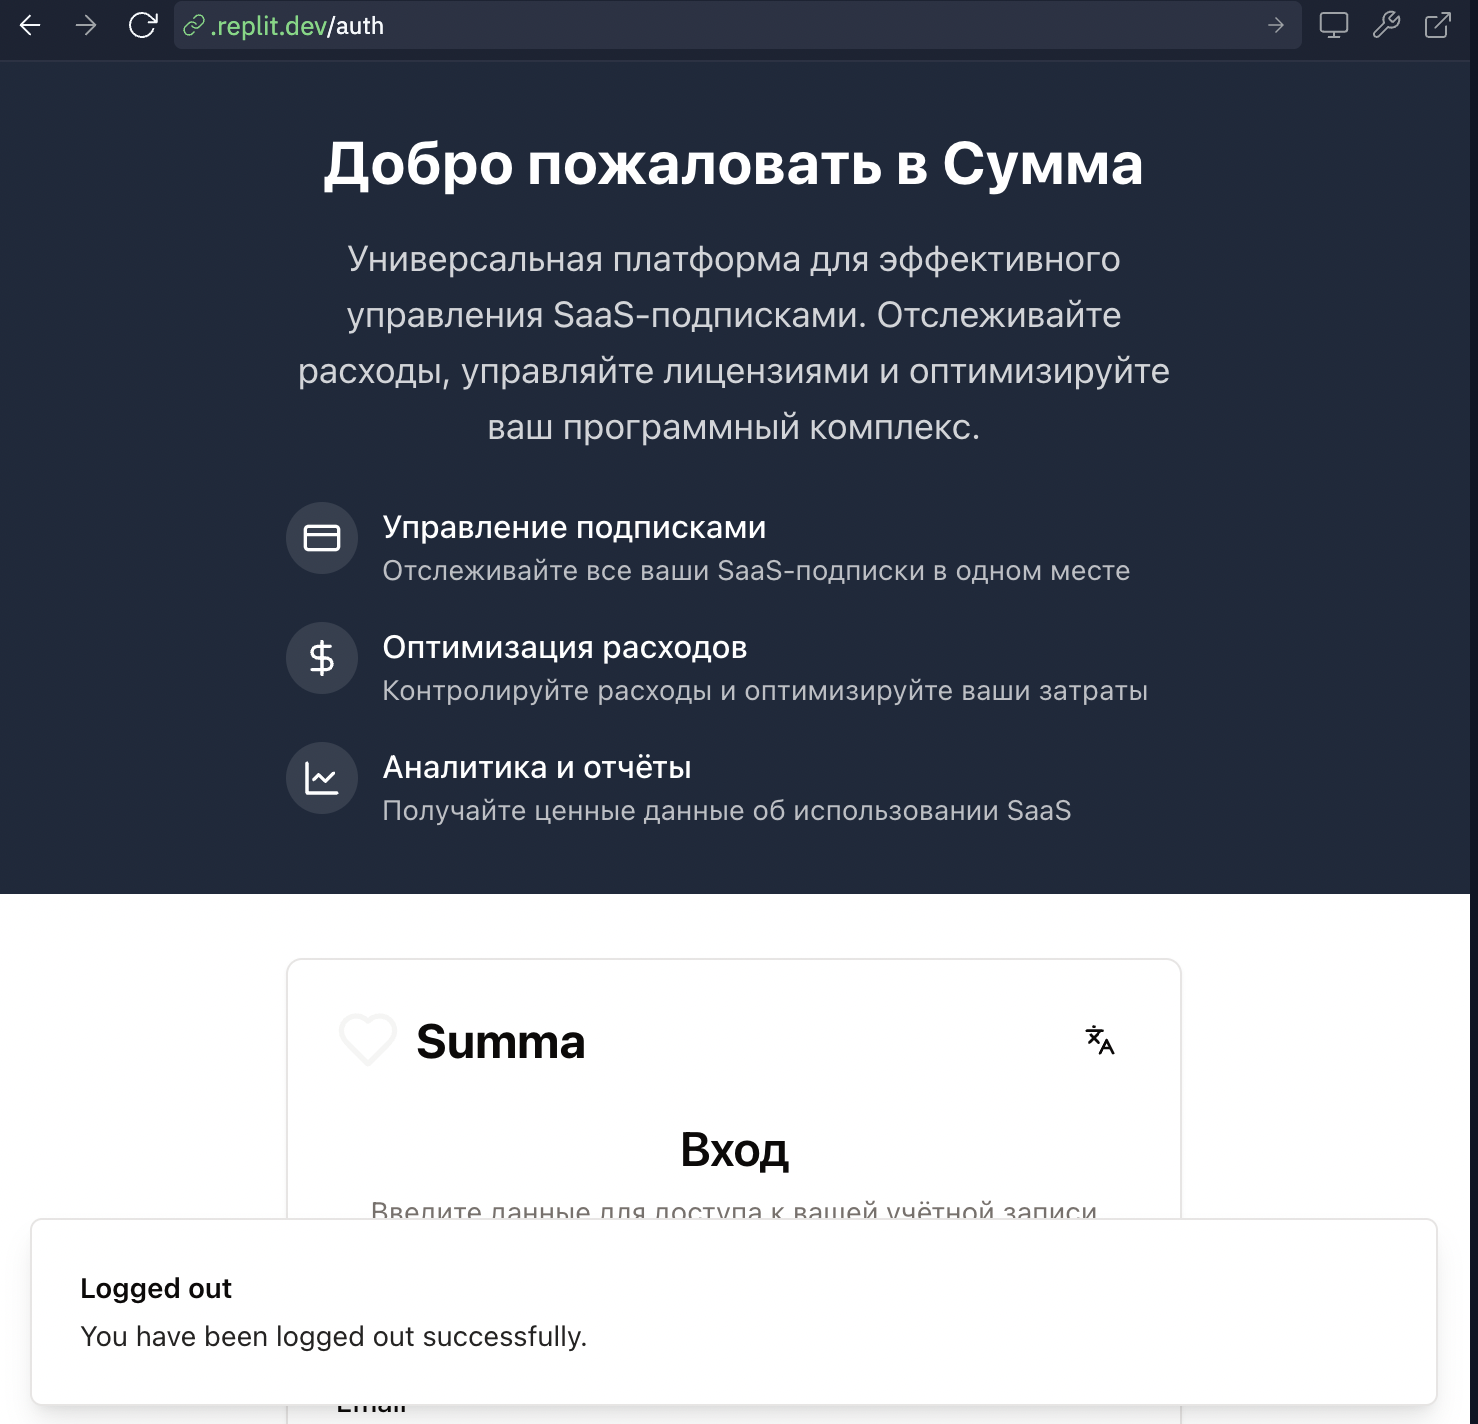 .replit.dev/auth
Добро пожаловать в Сумма
Универсальная платформа для эффективного
управления SaaS-подписками. Отслеживайте
расходы, управляйте лицензиями и оптимизируйте
ваш программный комплекс.
Управление подписками
Отслеживайте все ваши SaaS-подписки в одном месте
Оптимизация расходов
Контролируйте расходы и оптимизируйте ваши затраты
Аналитика и отчёты
Получайте ценные данные об использовании SaaS
Summa
Вход
Введите данные для доступа к вашей учётной записи
Logged out
You have been logged out successfully.
Email